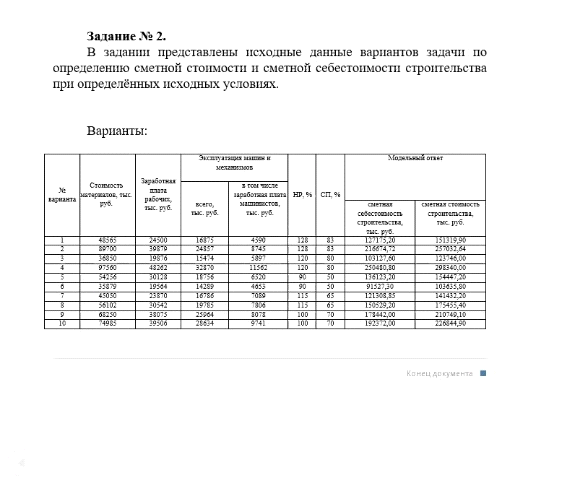 Задание № 2.
В задании представлены исходные данные вариантов задачи по
определению сметной стоимости и сметной себестоимости строительства
при определённых исходных условиях.
Варианты:
№
варианта
Стоимость
материалов, тыс.
руб.
Заработная
плата
рабочих,
тыс. руб.
Эксплуатация машин и
механизмов
всего,
тыс. руб.
в том числе
заработная плата
машинистов,
тыс. руб.
НР, %
СП, %
Модельный ответ
сметная
себестоимость
строительства,
тыс. руб.
сметная стоимость
строительства,
тыс. руб.
1 48565 24500 16875 4590 128 83 127175,20 151319,90
2 89700 39879 24857 8745 128 83 216674,72 257032,64
3 36850 19876 15474 5897 120 80 103127,60 123746,00
4 97560 48262 32870 11562 120 80 250480,80 298340,00
5 54256 30128 18756 6520 90 50 136123,20 154447,20
6 35879 19564 14289 4653 90 50 91527,30 103635,80
7 45050 23870 16786 7089 115 65 121308,85 141432,20
8 56102 30542 19785 7806 115 65 150529,20 175455,40
9 68250 38075 25964 8078 100 70 178442,00 210749,10
10 74985 39506 28634 9741 100 70 192372,00 226844,90
Конец документа